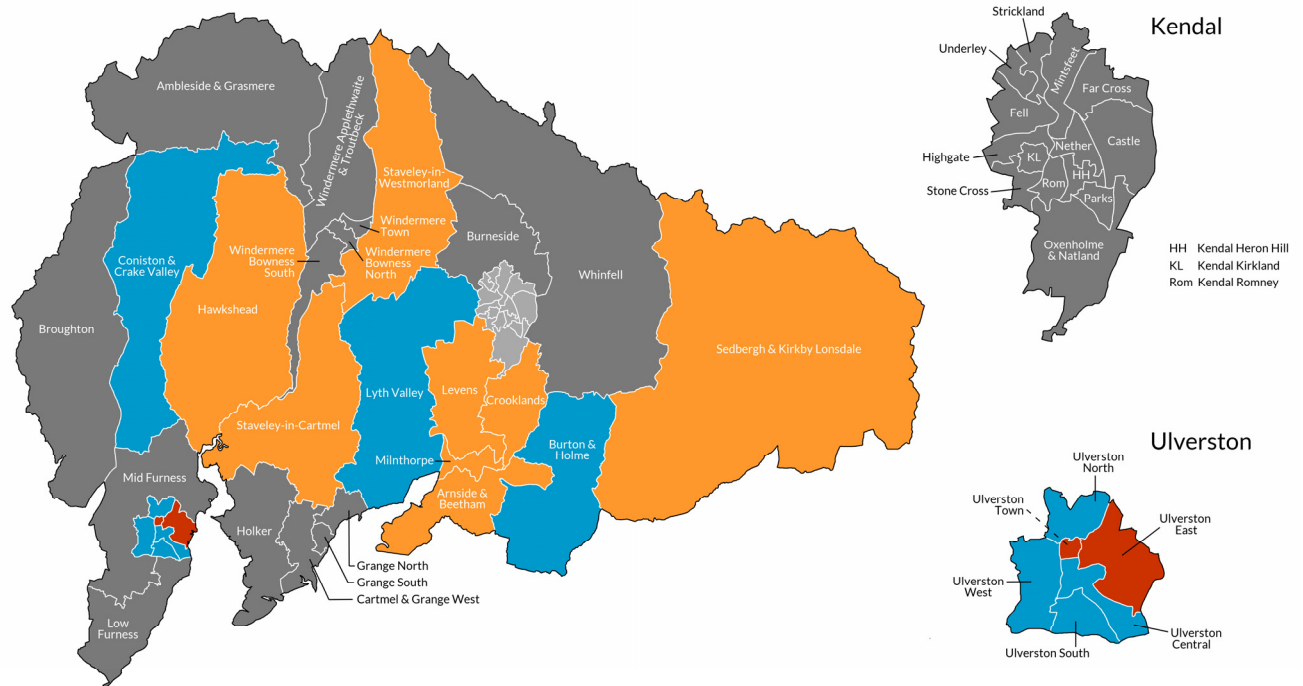 Ambleside & Grasmere
Windermere Applethwaite
& Troutbeck
Staveley-in-
Westmorland
Windermere
Town
Windermere
Bowness
North
Windermere
Bowness
South
Burneside
Whinfell
Coniston &
Crake Valley
Hawkshead
Broughton
Sedbergh & Kirkby Lonsdale
Lyth Valley
Levens
Crooklands
Staveley-in-Cartmel
Milnthorpe
Burton &
Holme
Mid Furness
Arnside &
Beetham
Holker
Grange North
Grange South
Cartmel & Grange West
Low
Furness
Kendal
Strickland
Underley
Mintsfeet
Far Cross
Fell
Castle
Nether
Highgate
KL
HH
Stone Cross
Rom
Parks
Oxenholme
& Natland
HH Kendal Heron Hill
KL Kendal Kirkland
Rom Kendal Romney
Ulverston
Ulverston
North
Ulverston
Town
Ulverston
East
Ulverston
West
Ulverston South
Ulverston
Central